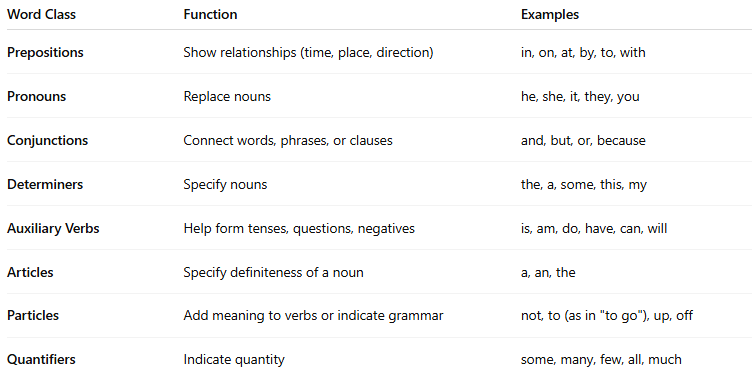 Word Class Function Examples
Prepositions Show relationships (time, place, direction) in, on, at, by, to, with
Pronouns Replace nouns he, she, it, they, you
Conjunctions Connect words, phrases, or clauses and, but, or, because
Determiners Specify nouns the, a, some, this, my
Auxiliary Verbs Help form tenses, questions, negatives is, am, do, have, can, will
Articles Specify definiteness of a noun a, an, the
Particles Add meaning to verbs or indicate grammar not, to (as in "to go"), up, off
Quantifiers Indicate quantity some, many, few, all, much